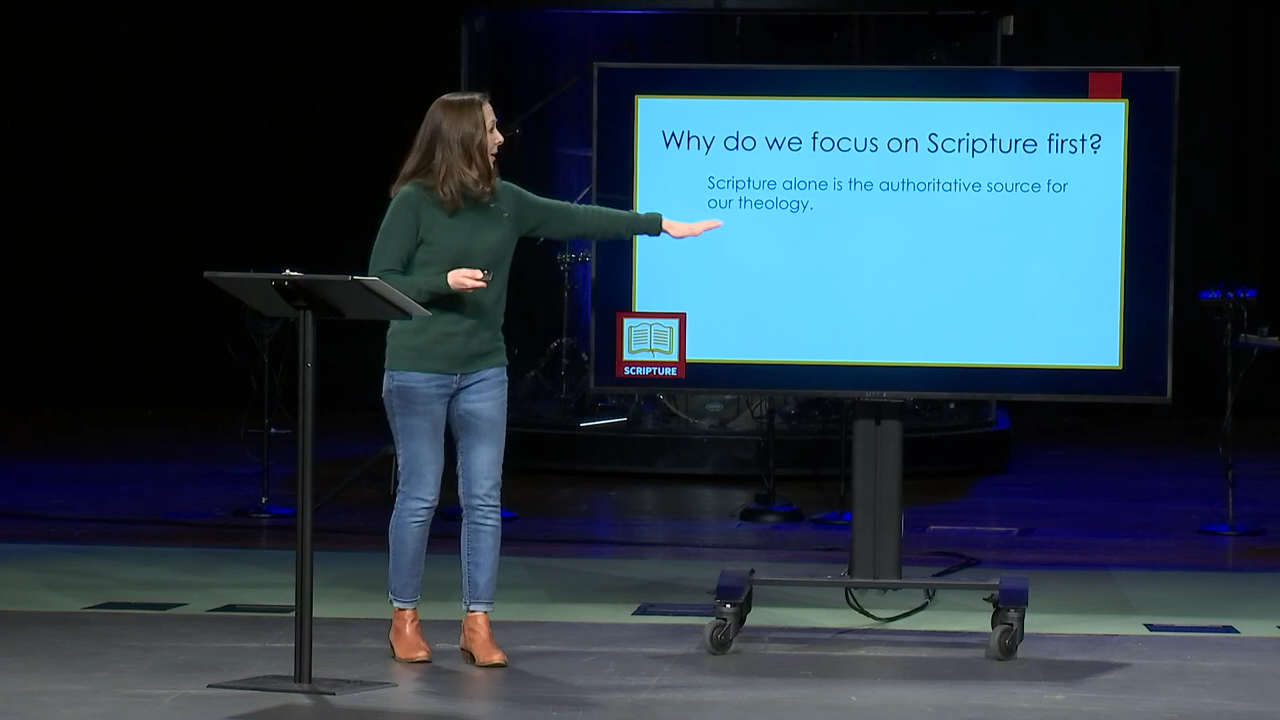 Why do we focus on Scripture first?
Scripture alone is the authoritative source for
our theology.
SCRIPTURE